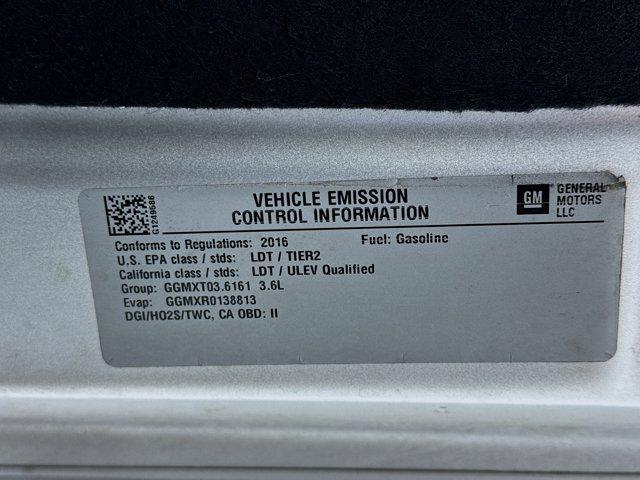 VEHICLE EMISSION
CONTROL INFORMATION
GM
GENERAL
MOTORS
LLC
Conforms to Regulations: 2016 Fuel: Gasoline
U.S. EPA class / stds: LDT / TIER2
California class / stds: LDT / ULEV Qualified
Group: GGMXT03.6161 3.6L
Evap: GGMXR0138813
DGI/HO2S/TWC, CA OBD: II